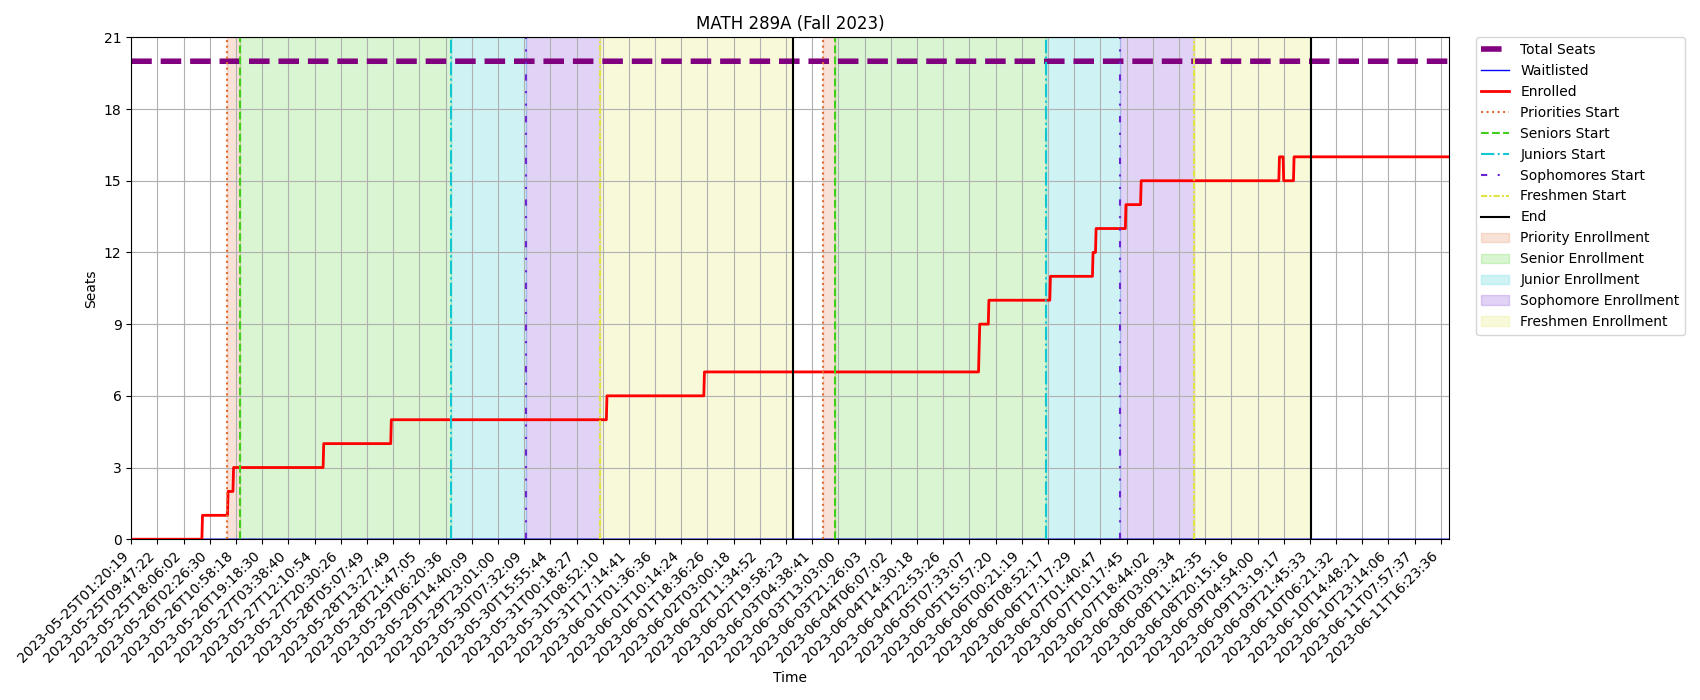 MATH 289A (Fall 2023)
21
18
15
12
9
6
3
0
Seats
2023-05-25T01:20:19
2023-05-25T09:47:22
2023-05-25T18:06:02
2023-05-26T02:26:30
2023-05-26T10:58:18
2023-05-26T19:18:30
2023-05-27T03:38:40
2023-05-27T12:10:54
2023-05-27T20:30:26
2023-05-28T05:07:49
2023-05-28T13:27:49
2023-05-28T21:47:05
2023-05-29T06:20:36
2023-05-29T14:40:09
2023-05-29T23:01:00
2023-05-30T07:32:09
2023-05-30T15:55:44
2023-05-31T00:18:27
2023-05-31T08:52:10
2023-05-31T17:14:41
2023-06-01T01:36:36
2023-06-01T10:14:24
2023-06-01T18:36:26
2023-06-02T03:00:18
2023-06-02T11:34:52
2023-06-02T19:58:23
2023-06-03T04:38:41
2023-06-03T13:03:00
2023-06-03T21:26:03
2023-06-04T06:07:02
2023-06-04T14:30:18
2023-06-04T22:53:26
2023-06-05T07:33:07
2023-06-05T15:57:20
2023-06-06T00:21:19
2023-06-06T08:52:17
2023-06-06T17:17:29
2023-06-07T01:40:47
2023-06-07T10:17:45
2023-06-07T18:44:02
2023-06-08T03:09:34
2023-06-08T11:42:35
2023-06-08T20:15:16
2023-06-09T04:54:00
2023-06-09T13:19:17
2023-06-09T21:45:33
2023-06-10T06:21:32
2023-06-10T14:48:21
2023-06-10T23:14:06
2023-06-11T07:57:37
2023-06-11T16:23:36
Time
Total Seats
Waitlisted
Enrolled
Priorities Start
Seniors Start
Juniors Start
Sophomores Start
Freshmen Start
End
Priority Enrollment
Senior Enrollment
Junior Enrollment
Sophomore Enrollment
Freshmen Enrollment